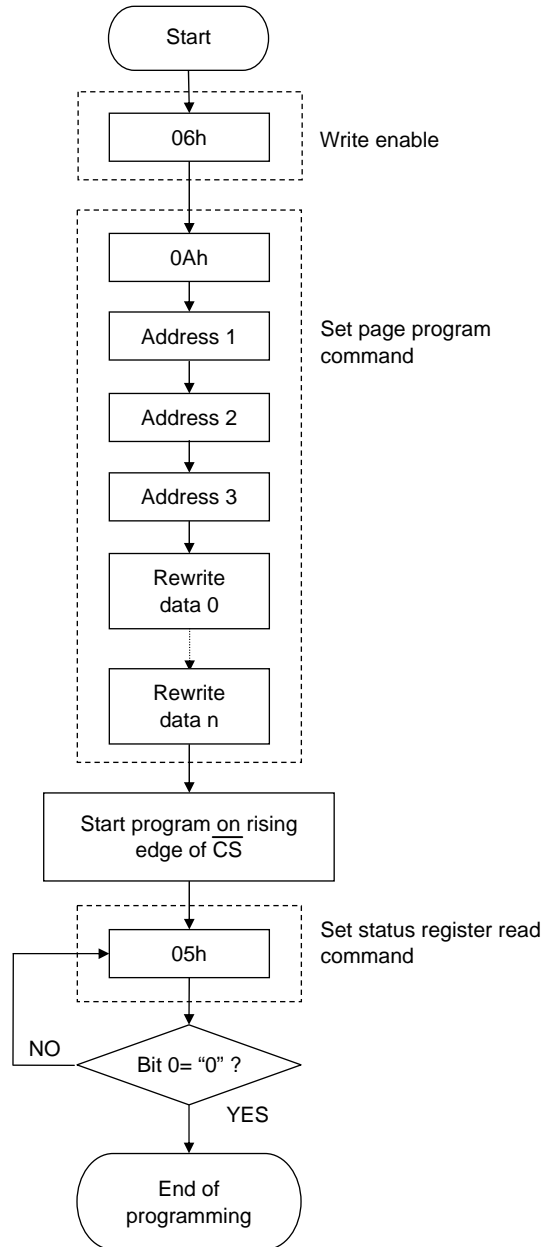 Start
06h
Write enable
0Ah
Address 1
Set page program
command
Address 2
Address 3
Rewrite
data 0
Rewrite
data n
Start program on rising
edge of C̅S̅
Set status register read
command
05h
NO
Bit 0= “0” ?
YES
End of
programming